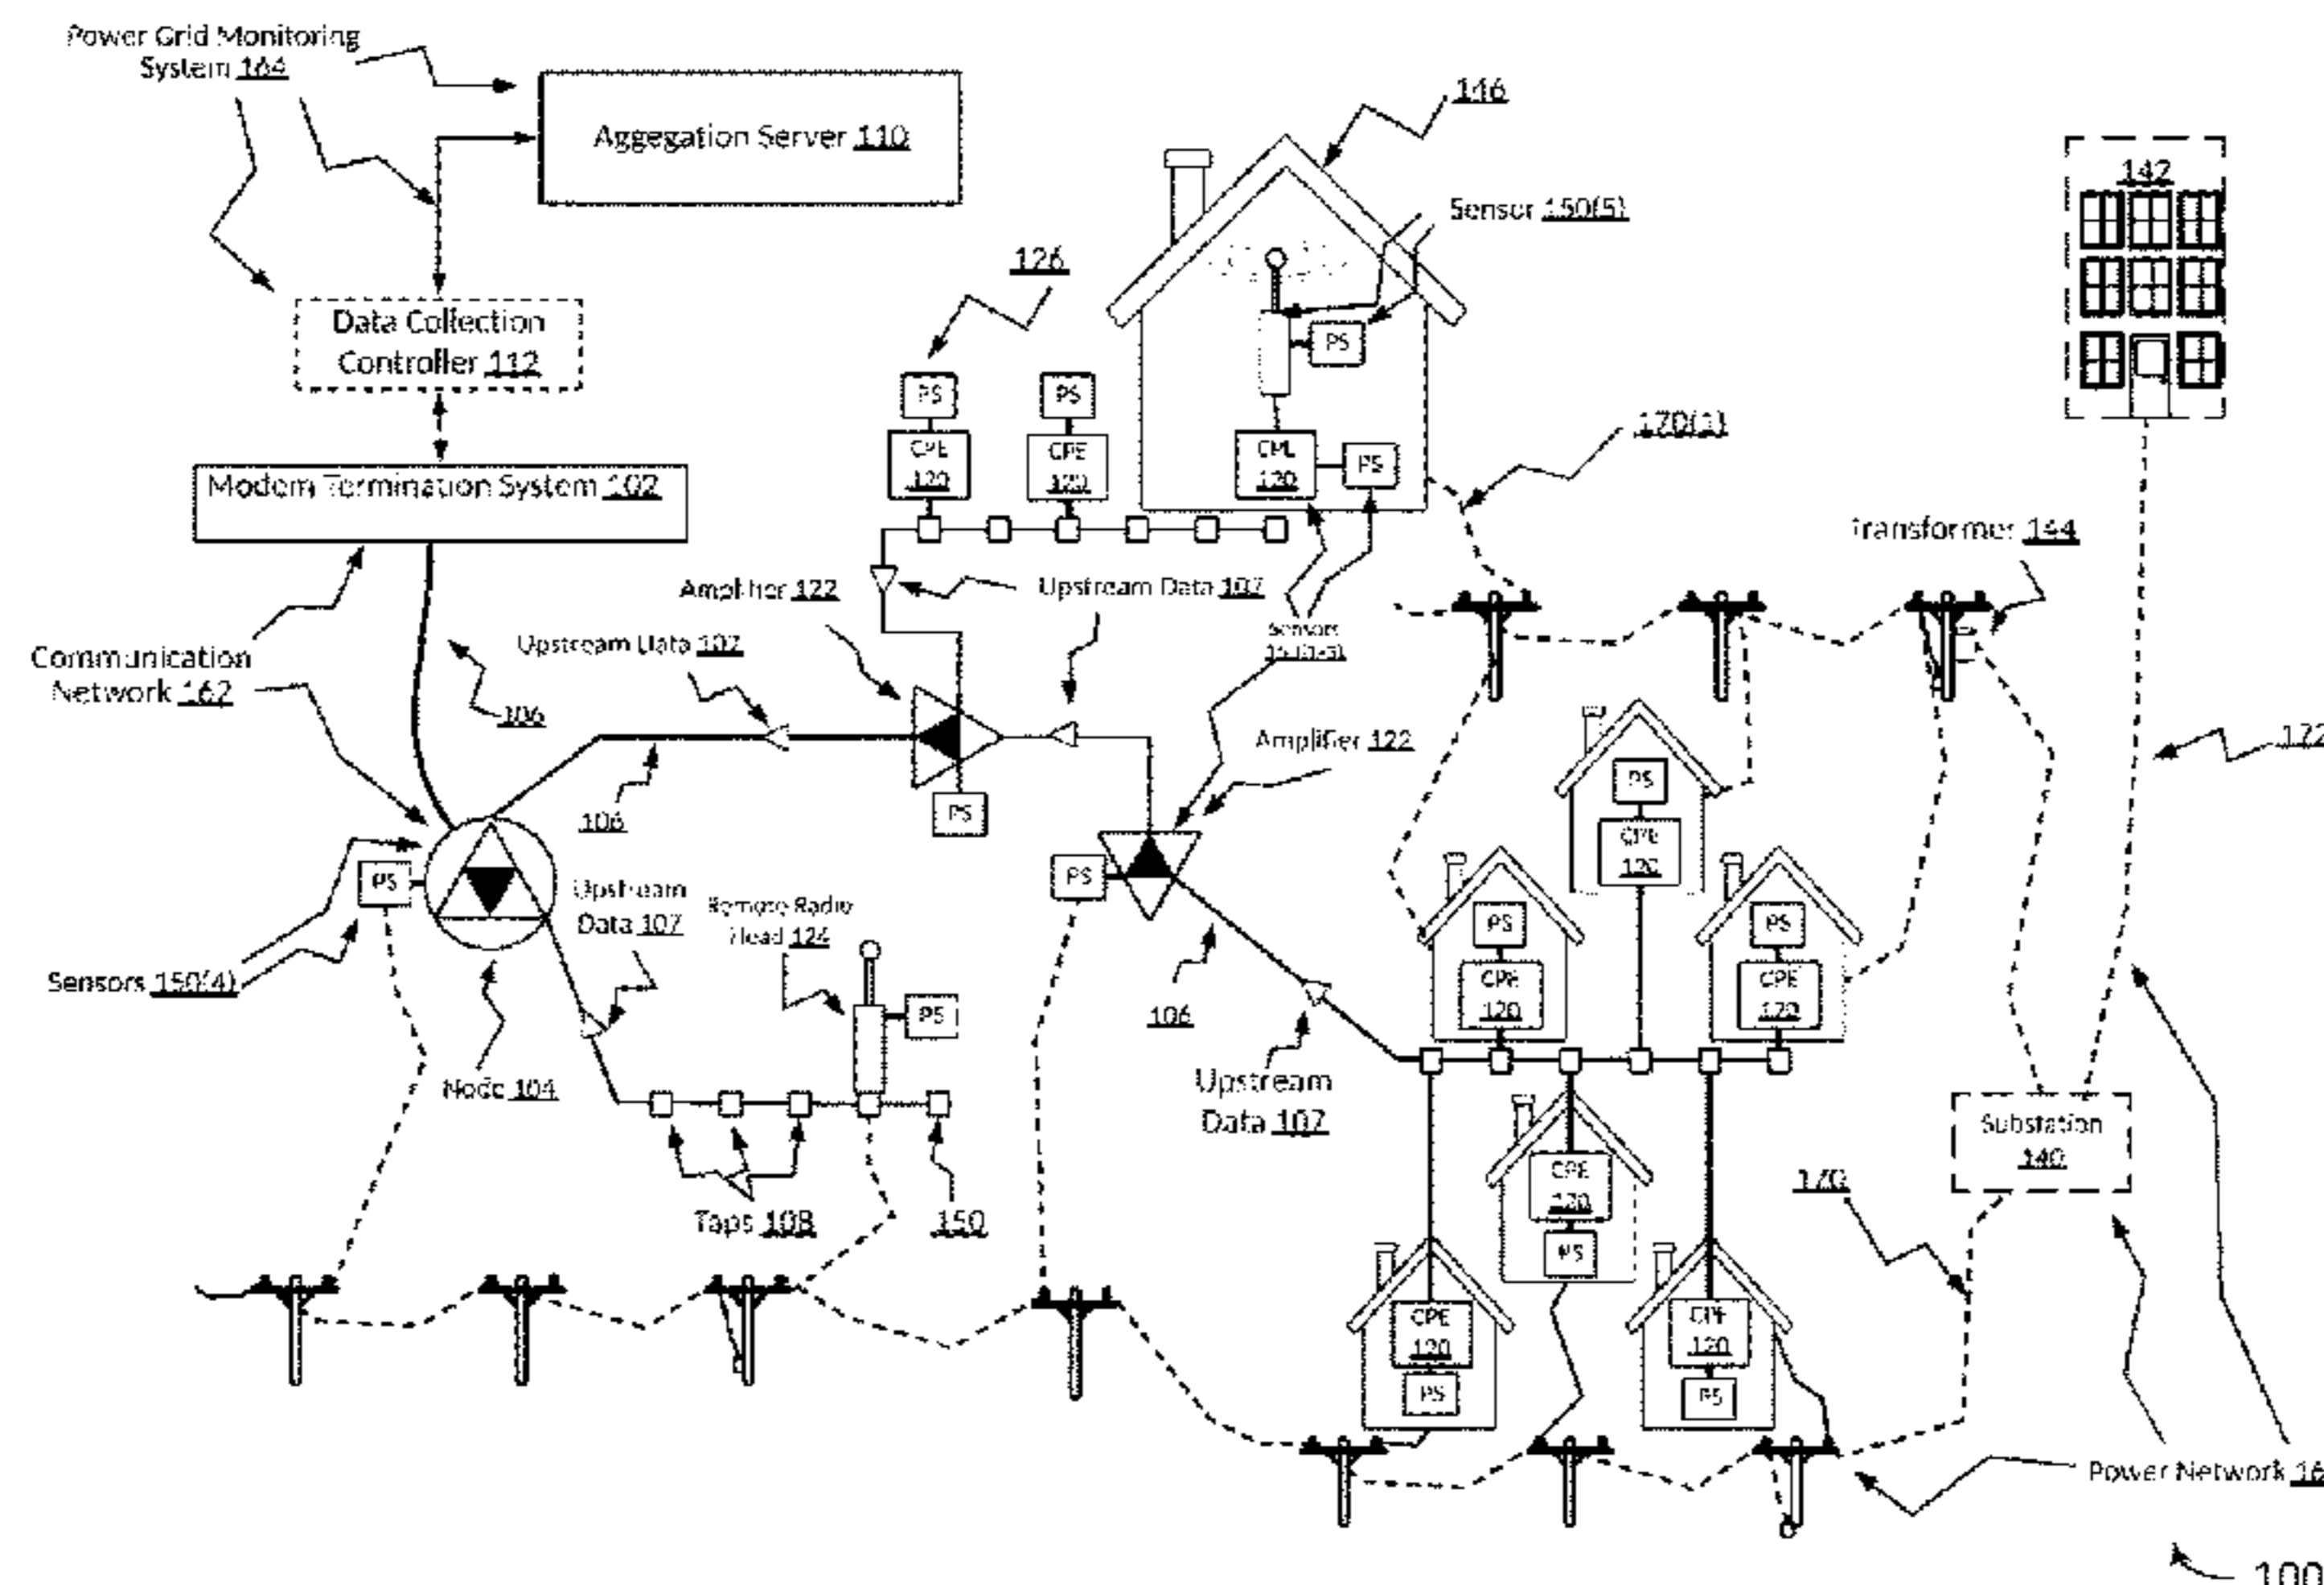 Power Grid Monitoring
System 164
Aggegation Server 110
146
142
Sensor 150(5)
126
Data Collection
Controller 112
PS
PS
PS
CPE
120
CPE
120
CPE
120
PS
170(1)
Modem Termination System 102
Transformer 144
Amplifier 122
Upstream Data 107
Sensors
Upstream Data 107
Communication
Network 162
106
Amplifier 122
172
106
PS
PS
CPE
120
PS
PS
Upstream
Data 107
Remote Radio
Head 124
PS
CPE
120
PS
CPE
120
Sensors 150(4)
PS
106
Node 104
Upstream
Data 107
Substation
140
CPE
120
PS
170
Taps 108
150
CPE
120
PS
CPE
120
PS
Power Network
100